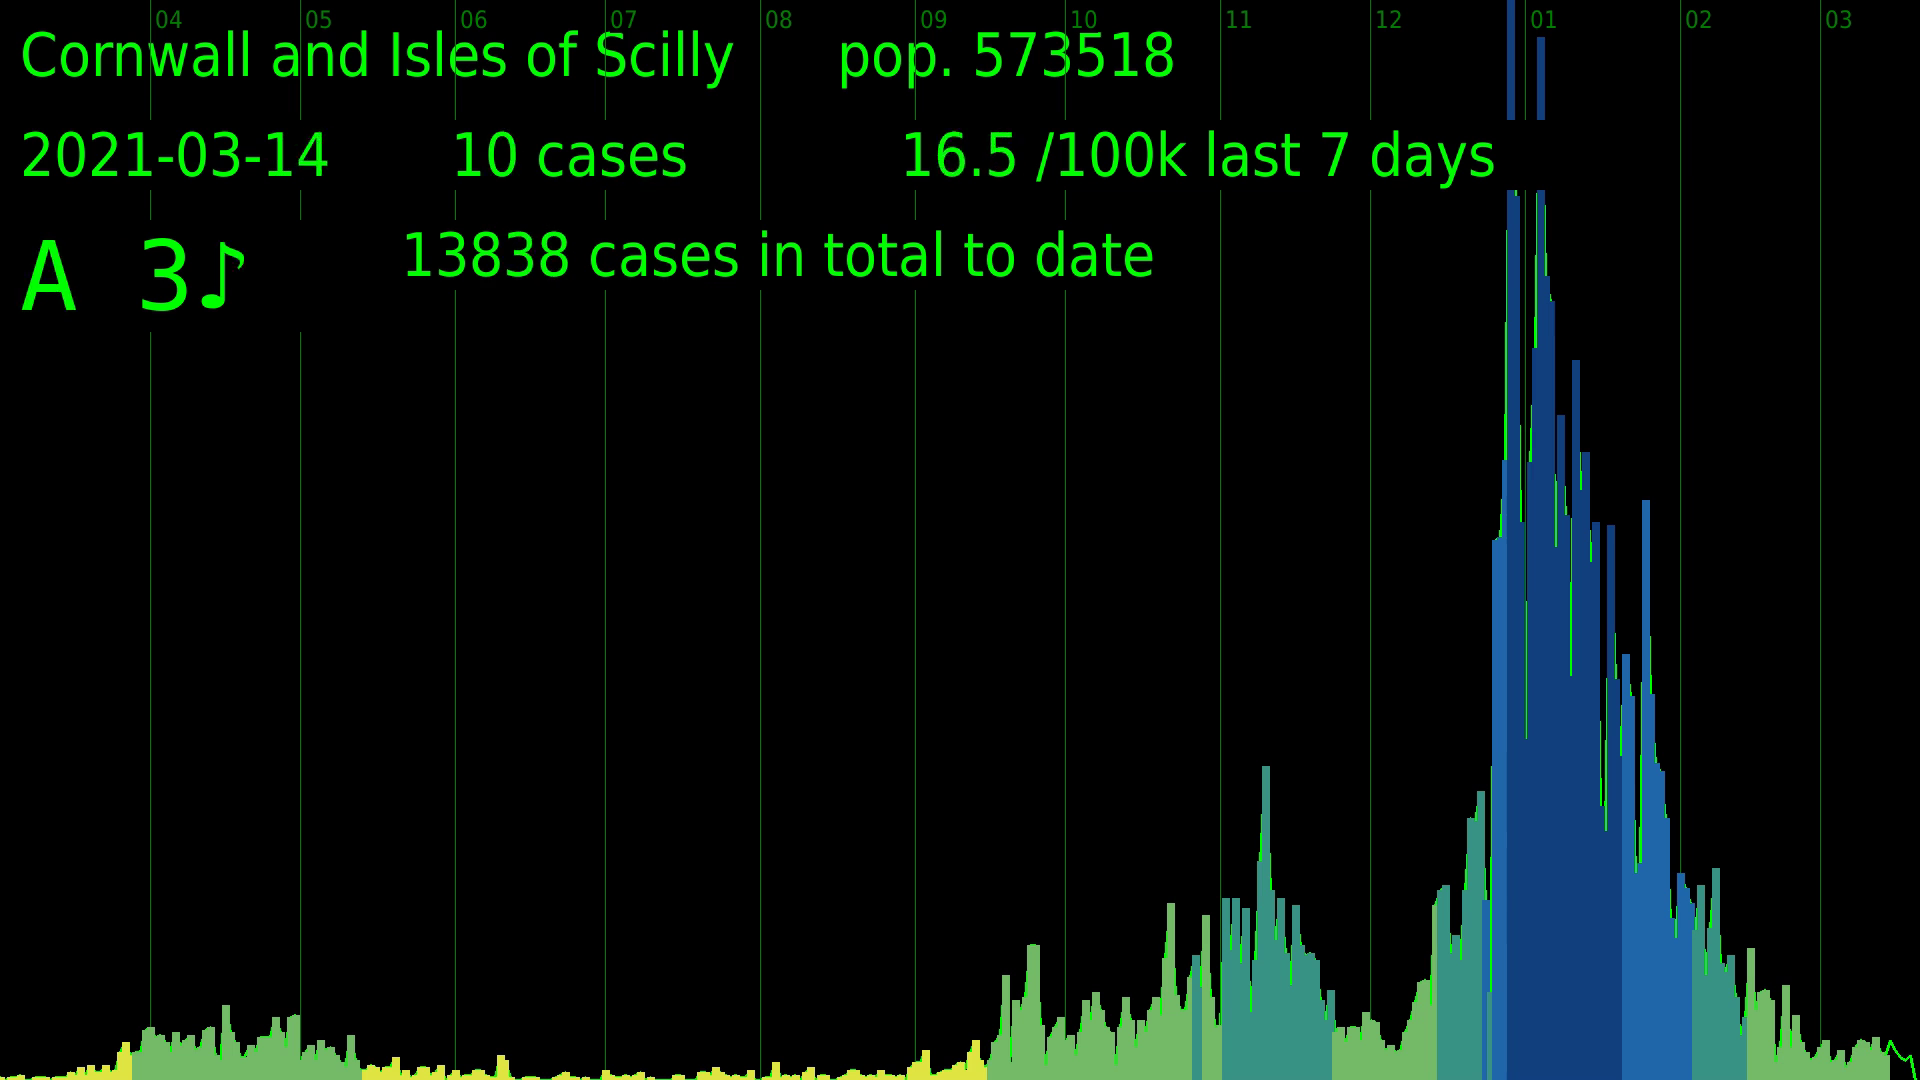 04 05 06 07 08 09 10 11 12 01 02 03
Cornwall and Isles of Scilly pop. 573518
2021-03-14 10 cases 16.5 /100k last 7 days
A 3♪ 13838 cases in total to date